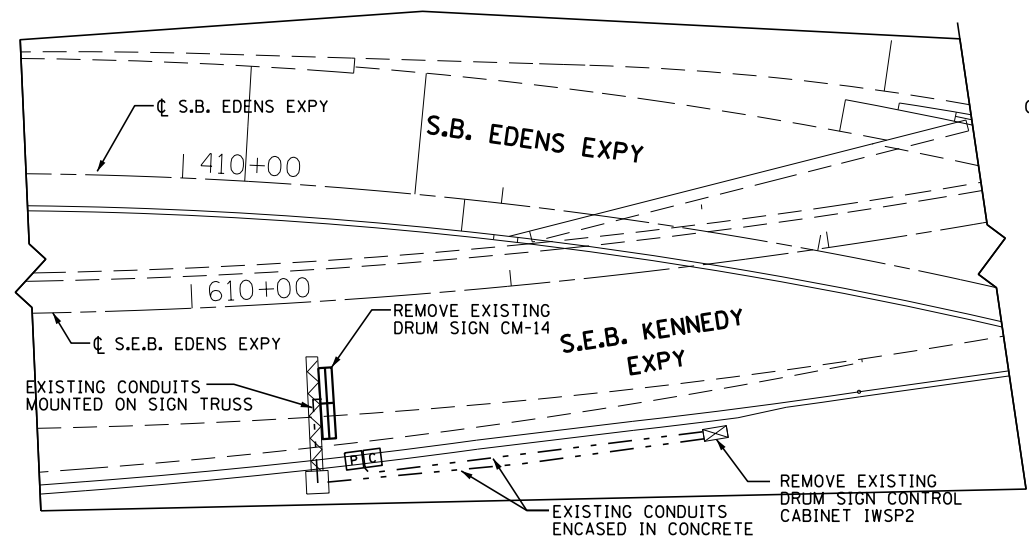 ℄ S.B. EDENS EXPY
S.B. EDENS EXPY
410+00
610+00
REMOVE EXISTING
DRUM SIGN CM-14
℄ S.E.B. EDENS EXPY
S.E.B. KENNEDY
EXPY
EXISTING CONDUITS
MOUNTED ON SIGN TRUSS
P C
REMOVE EXISTING
DRUM SIGN CONTROL
CABINET IWSP2
EXISTING CONDUITS
ENCASED IN CONCRETE